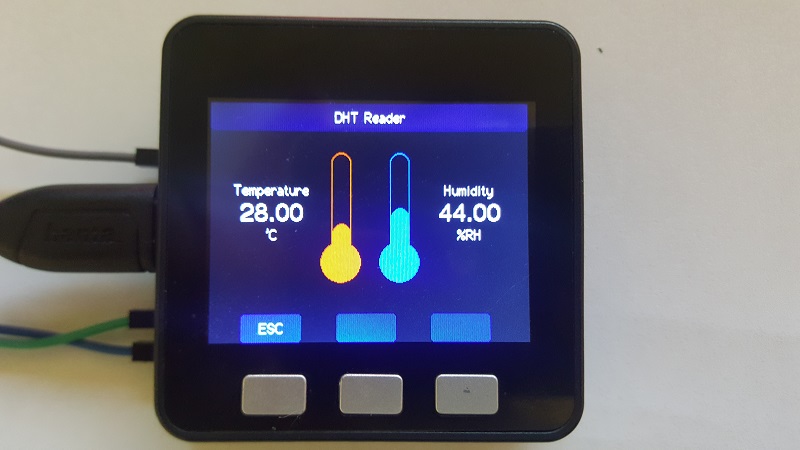 DHT Reader
Temperature
28.00
°C
Humidity
44.00
%RH
ESC